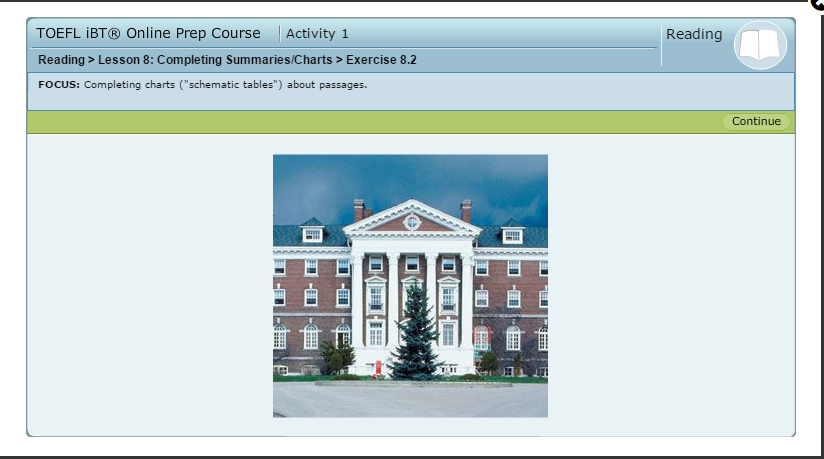 TOEFL iBT® Online Prep Course Activity 1 Reading
Reading > Lesson 8: Completing Summaries/Charts > Exercise 8.2
FOCUS: Completing charts ("schematic tables") about passages.
Continue